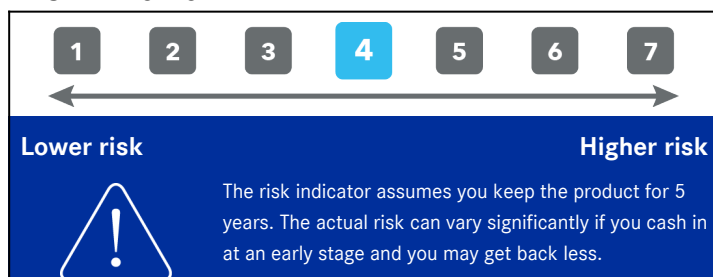 1 2 3 4 5 6 7
Lower risk Higher risk
!
The risk indicator assumes you keep the product for 5
years. The actual risk can vary significantly if you cash in
at an early stage and you may get back less.